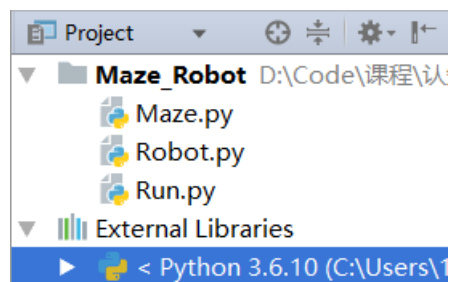 Project
Maze_Robot D:\Code\课程\认
Maze.py
Robot.py
Run.py
External Libraries
< Python 3.6.10 (C:\Users\1